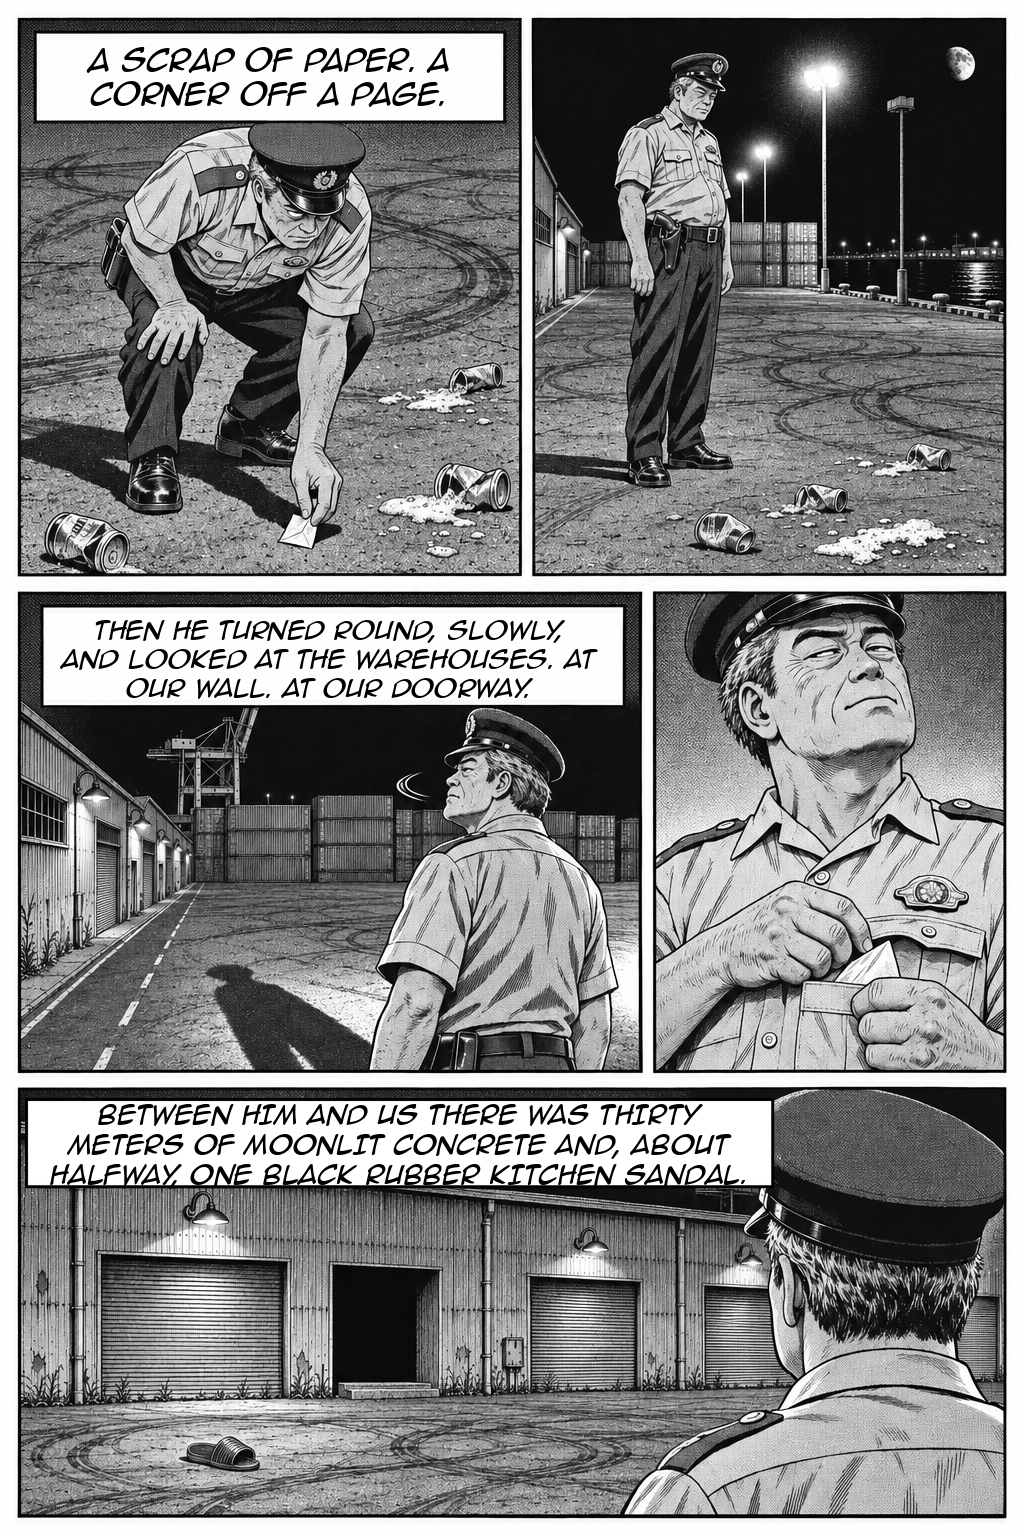 A SCRAP OF PAPER. A
CORNER OFF A PAGE.
THEN HE TURNED ROUND, SLOWLY,
AND LOOKED AT THE WAREHOUSES. AT
OUR WALL. AT OUR DOORWAY.
BETWEEN HIM AND US THERE WAS THIRTY
METERS OF MOONLIT CONCRETE AND, ABOUT
HALFWAY, ONE BLACK RUBBER KITCHEN SANDAL.